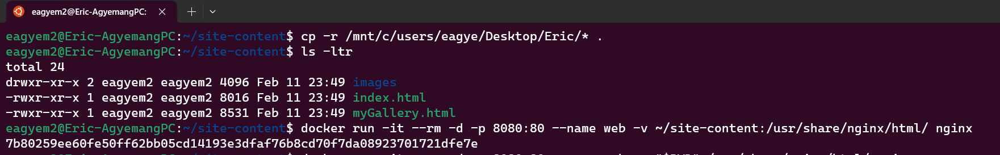 eagyem2@Eric-AgyemangPC:
eagyem2@Eric-AgyemangPC:~/site-content$ cp -r /mnt/c/users/eagye/Desktop/Eric/* .
eagyem2@Eric-AgyemangPC:~/site-content$ ls -ltr
total 24
drwxr-xr-x 2 eagyem2 eagyem2 4096 Feb 11 23:49 images
-rwxr-xr-x 1 eagyem2 eagyem2 8016 Feb 11 23:49 index.html
-rwxr-xr-x 1 eagyem2 eagyem2 8531 Feb 11 23:49 myGallery.html
eagyem2@Eric-AgyemangPC:~/site-content$ docker run -it --rm -d -p 8080:80 --name web -v ~/site-content:/usr/share/nginx/html/ nginx
7b80259ee60fe50ff62bb05cd14193e3dfaf76b8cd70f7da08923701721dfe7e